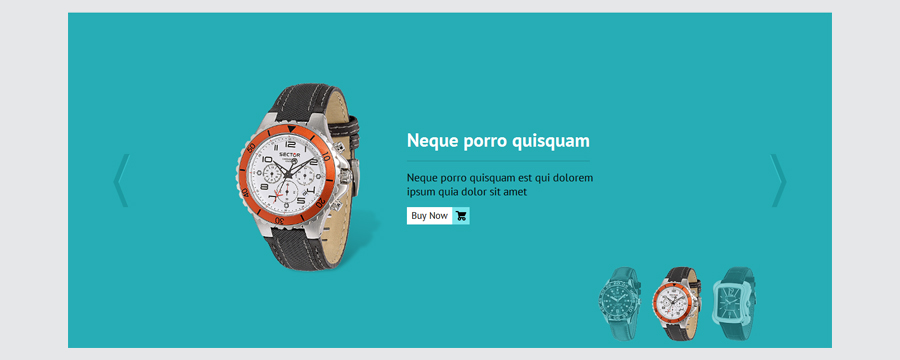 SECTOR
Neque porro quisquam
Neque porro quisquam est qui dolorem
ipsum quia dolor sit amet
Buy Now